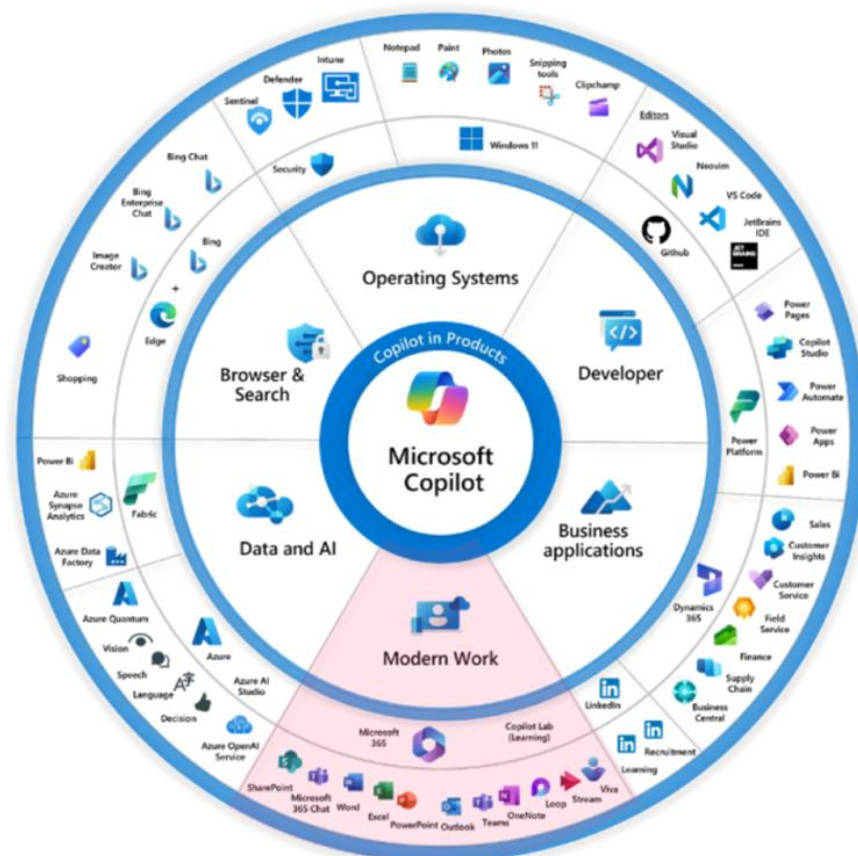 Notepad
Paint
Photos
Snipping
tools
Clipchamp
Intune
Defender
Sentinel
Security
Windows 11
Editors
Visual
Studio
Neovim
VS Code
JetBrains
IDE
JET
BRAINS
Github
Bing Chat
Bing
Enterprise
Chat
Image
Creator
Bing
+
Edge
Shopping
Operating Systems
Browser &
Search
Developer
Copilot in Products
Microsoft
Copilot
Data and AI
Business
applications
Modern Work
Power
Pages
Copilot
Studio
Power
Automate
Power
Apps
Power BI
Power
Platform
Power Bi
Azure
Synapse
Analytics
Azure Data
Factory
Fabric
Sales
Customer
Insights
Customer
Service
Field
Service
Finance
Supply
Chain
Business
Central
Dynamics
365
Azure Quantum
Vision
Speech
Language
Decision
Azure OpenAI
Service
Azure
Azure AI
Studio
LinkedIn
Recruitment
Learning
Microsoft
365
Copilot Lab
(Learning)
SharePoint
Microsoft
365 Chat
Word
Excel
PowerPoint
Outlook
Teams
OneNote
Loop
Stream
Viva